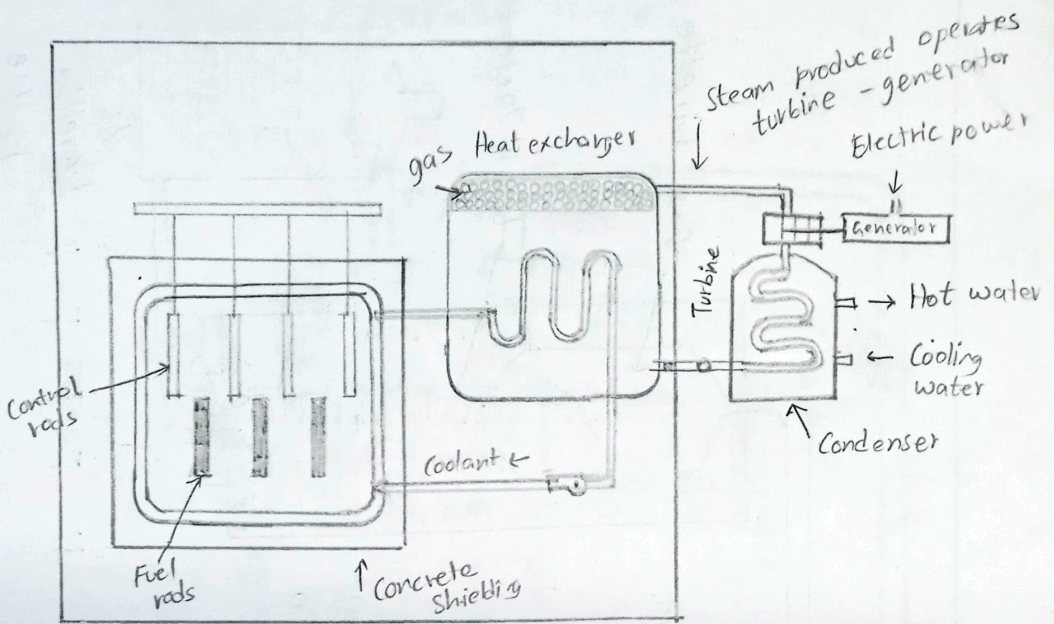 Steam produced operates
turbine - generator
Electric power
gas
Heat exchanger
Generator
Turbine
Hot water
Cooling
water
Control
rods
Coolant
Condenser
Fuel
rods
Concrete
Shielding